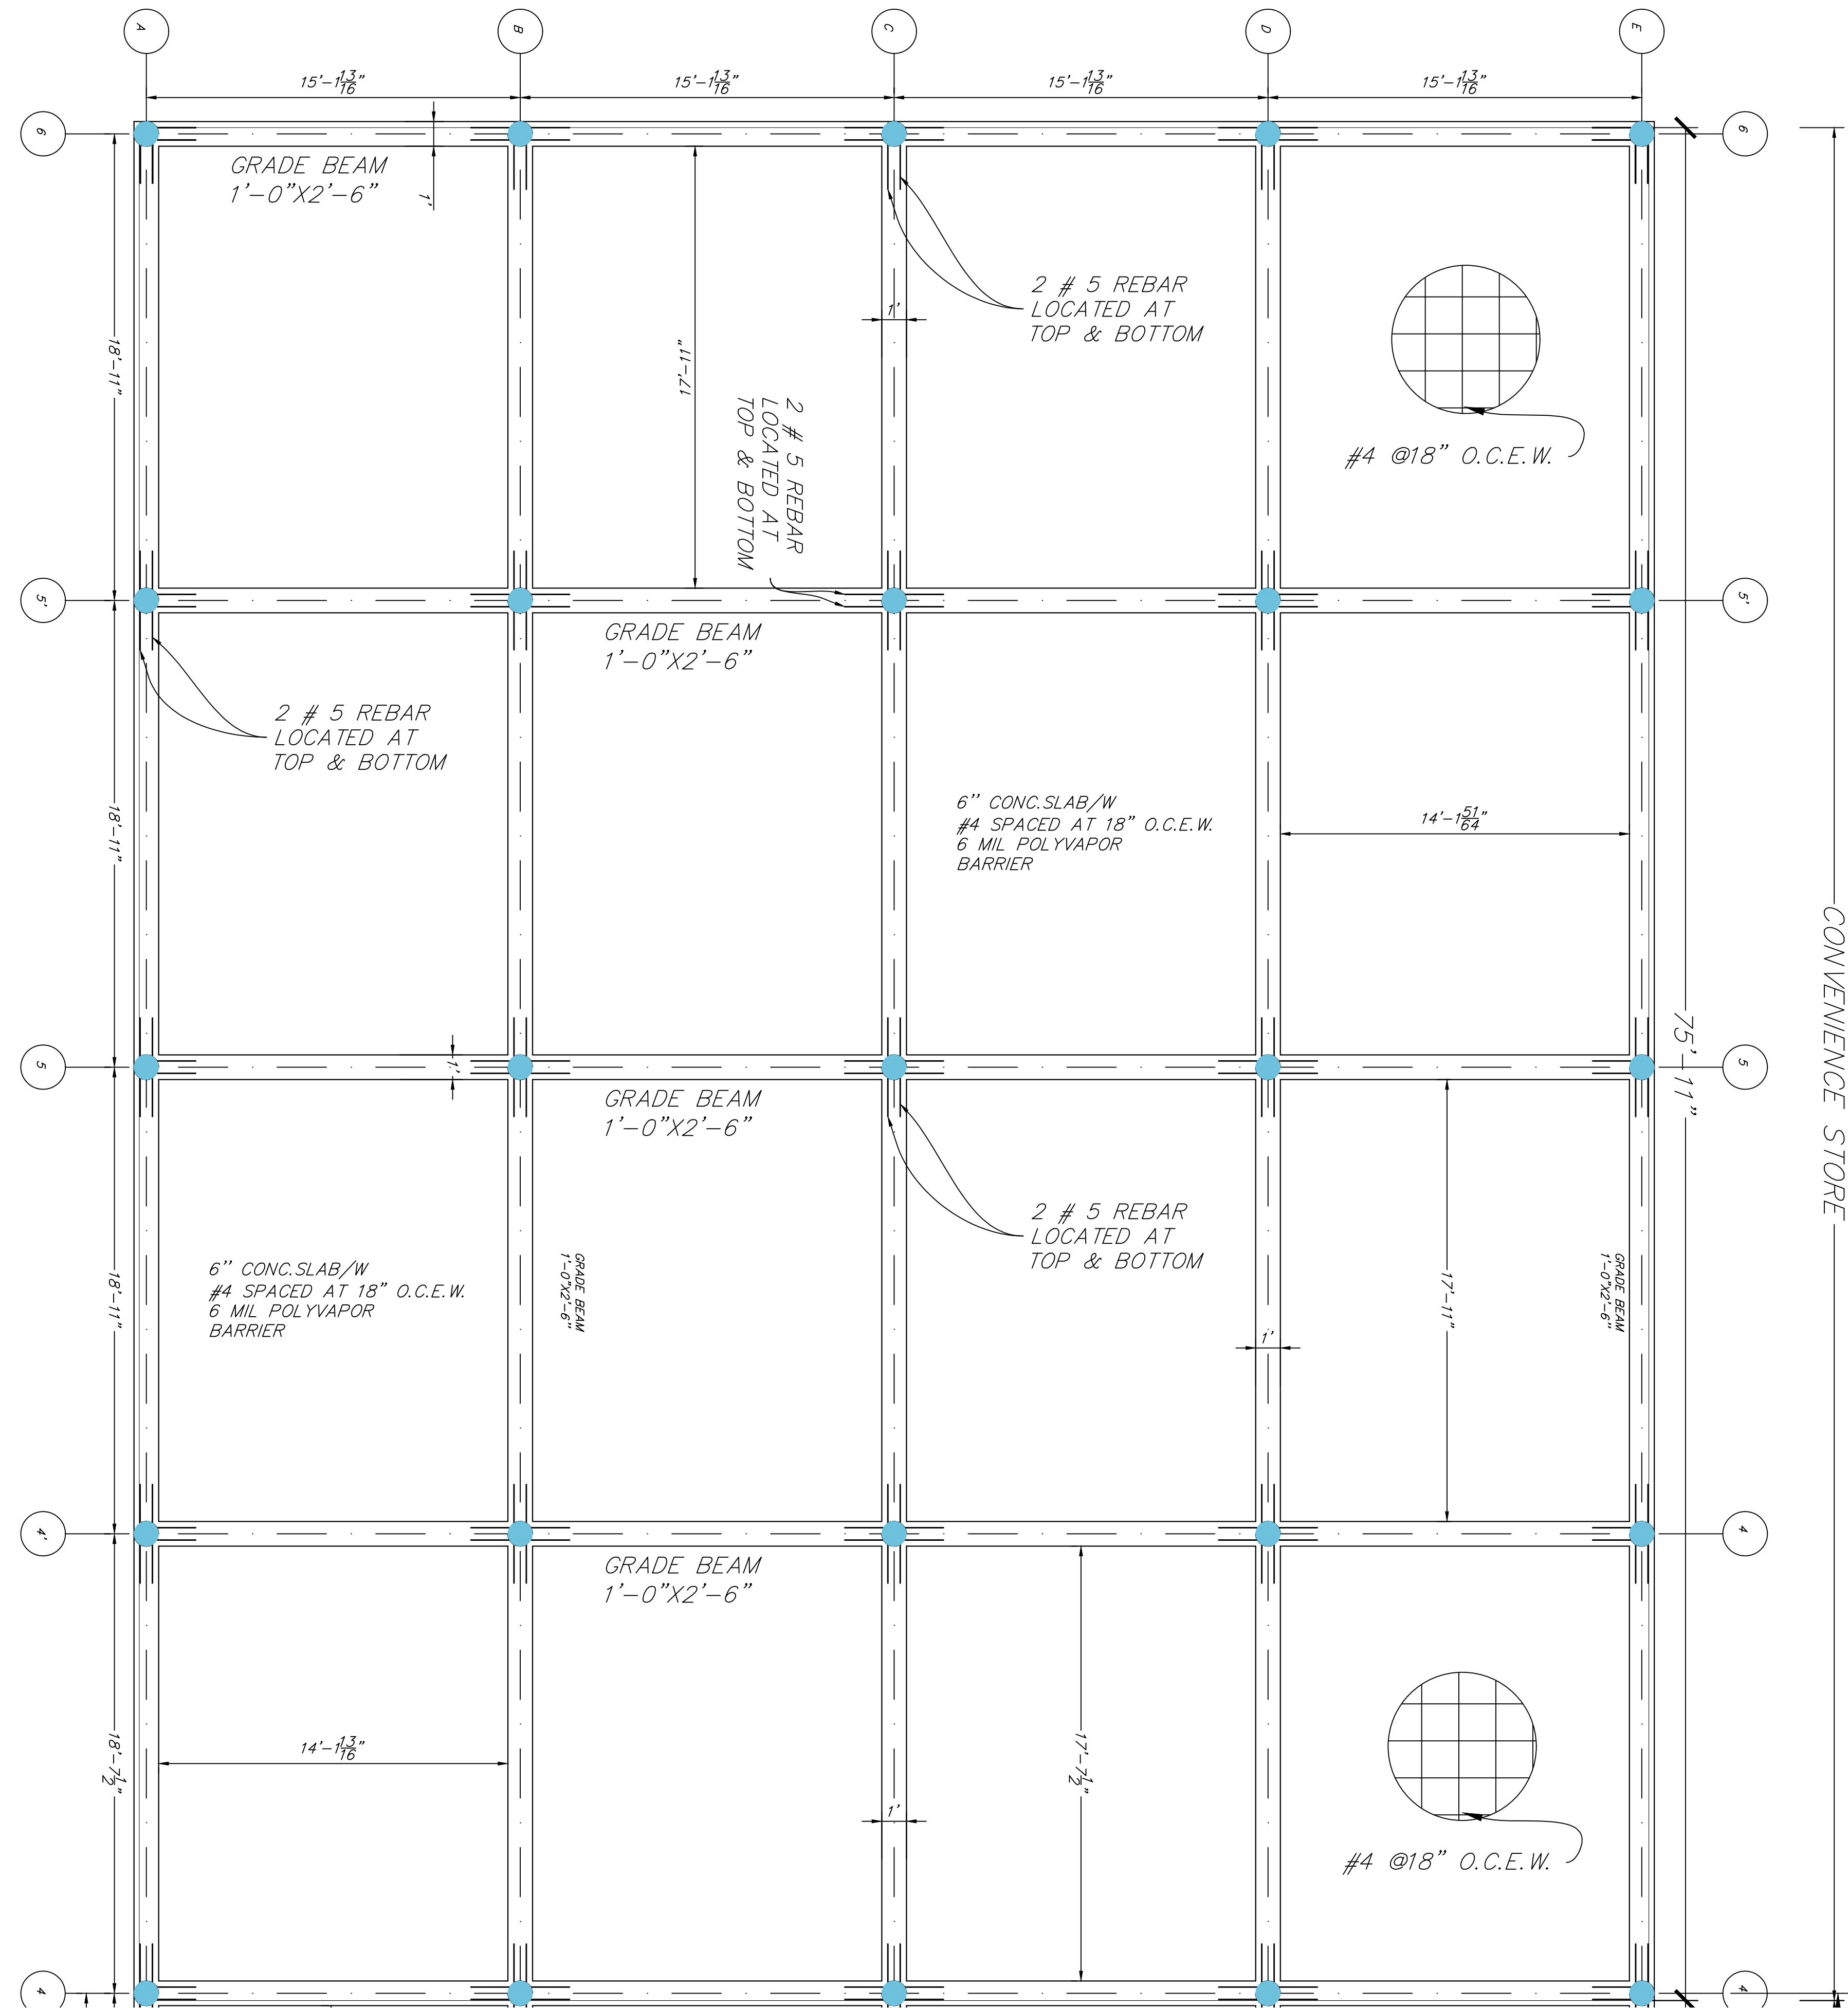 A
B
C
D
E
15'-1 13/16"
15'-1 13/16"
15'-1 13/16"
15'-1 13/16"
6
6
GRADE BEAM
1'-0"X2'-6"
1'
2 # 5 REBAR
LOCATED AT
TOP & BOTTOM
1'
18'-11"
17'-11"
2 # 5 REBAR
LOCATED AT
TOP & BOTTOM
#4 @18" O.C.E.W.
5'
5'
GRADE BEAM
1'-0"X2'-6"
2 # 5 REBAR
LOCATED AT
TOP & BOTTOM
18'-11"
6" CONC.SLAB/W
#4 SPACED AT 18" O.C.E.W.
6 MIL POLYVAPOR
BARRIER
14'-1 51/64"
75'-11"
CONVENIENCE STORE
5
5
1'
GRADE BEAM
1'-0"X2'-6"
2 # 5 REBAR
LOCATED AT
TOP & BOTTOM
18'-11"
6" CONC.SLAB/W
#4 SPACED AT 18" O.C.E.W.
6 MIL POLYVAPOR
BARRIER
GRADE BEAM
1'-0"X2'-6"
1'
17'-11"
GRADE BEAM
1'-0"X2'-6"
4'
4
GRADE BEAM
1'-0"X2'-6"
18'-7 1/2"
14'-1 13/16"
1'
17'-7 1/2"
#4 @18" O.C.E.W.
4
4'